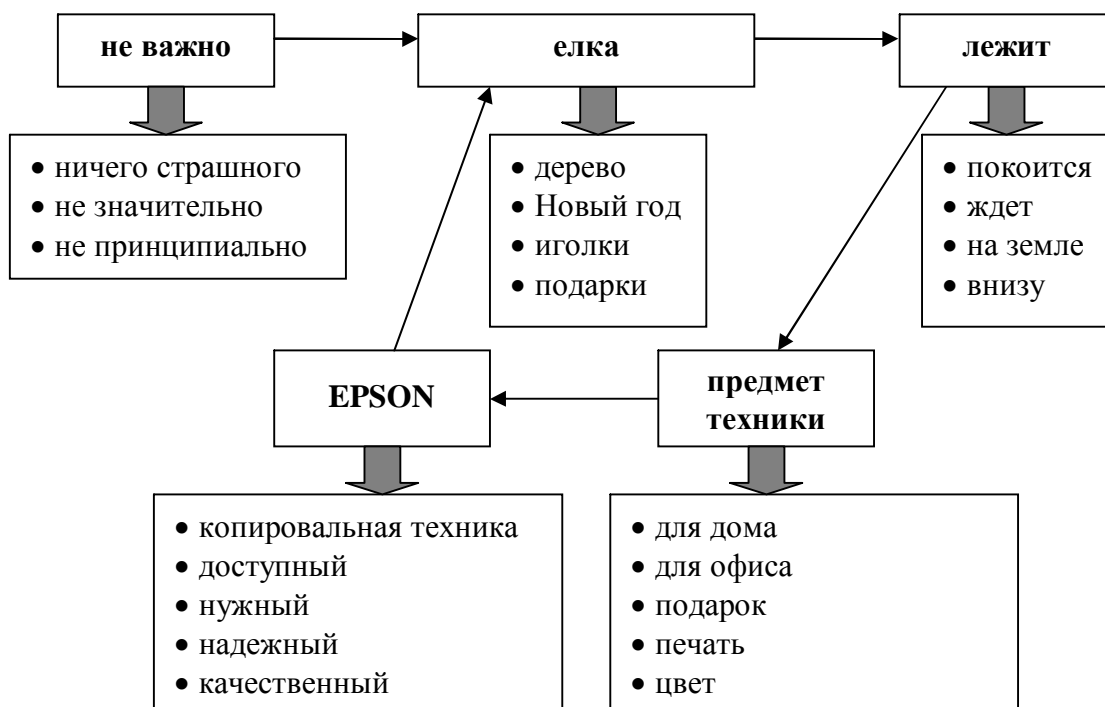 не важно
елка
лежит
• ничего страшного
• не значительно
• не принципиально
• дерево
• Новый год
• иголки
• подарки
• покоится
• ждет
• на земле
• внизу
EPSON
предмет
техники
• копировальная техника
• доступный
• нужный
• надежный
• качественный
• для дома
• для офиса
• подарок
• печать
• цвет